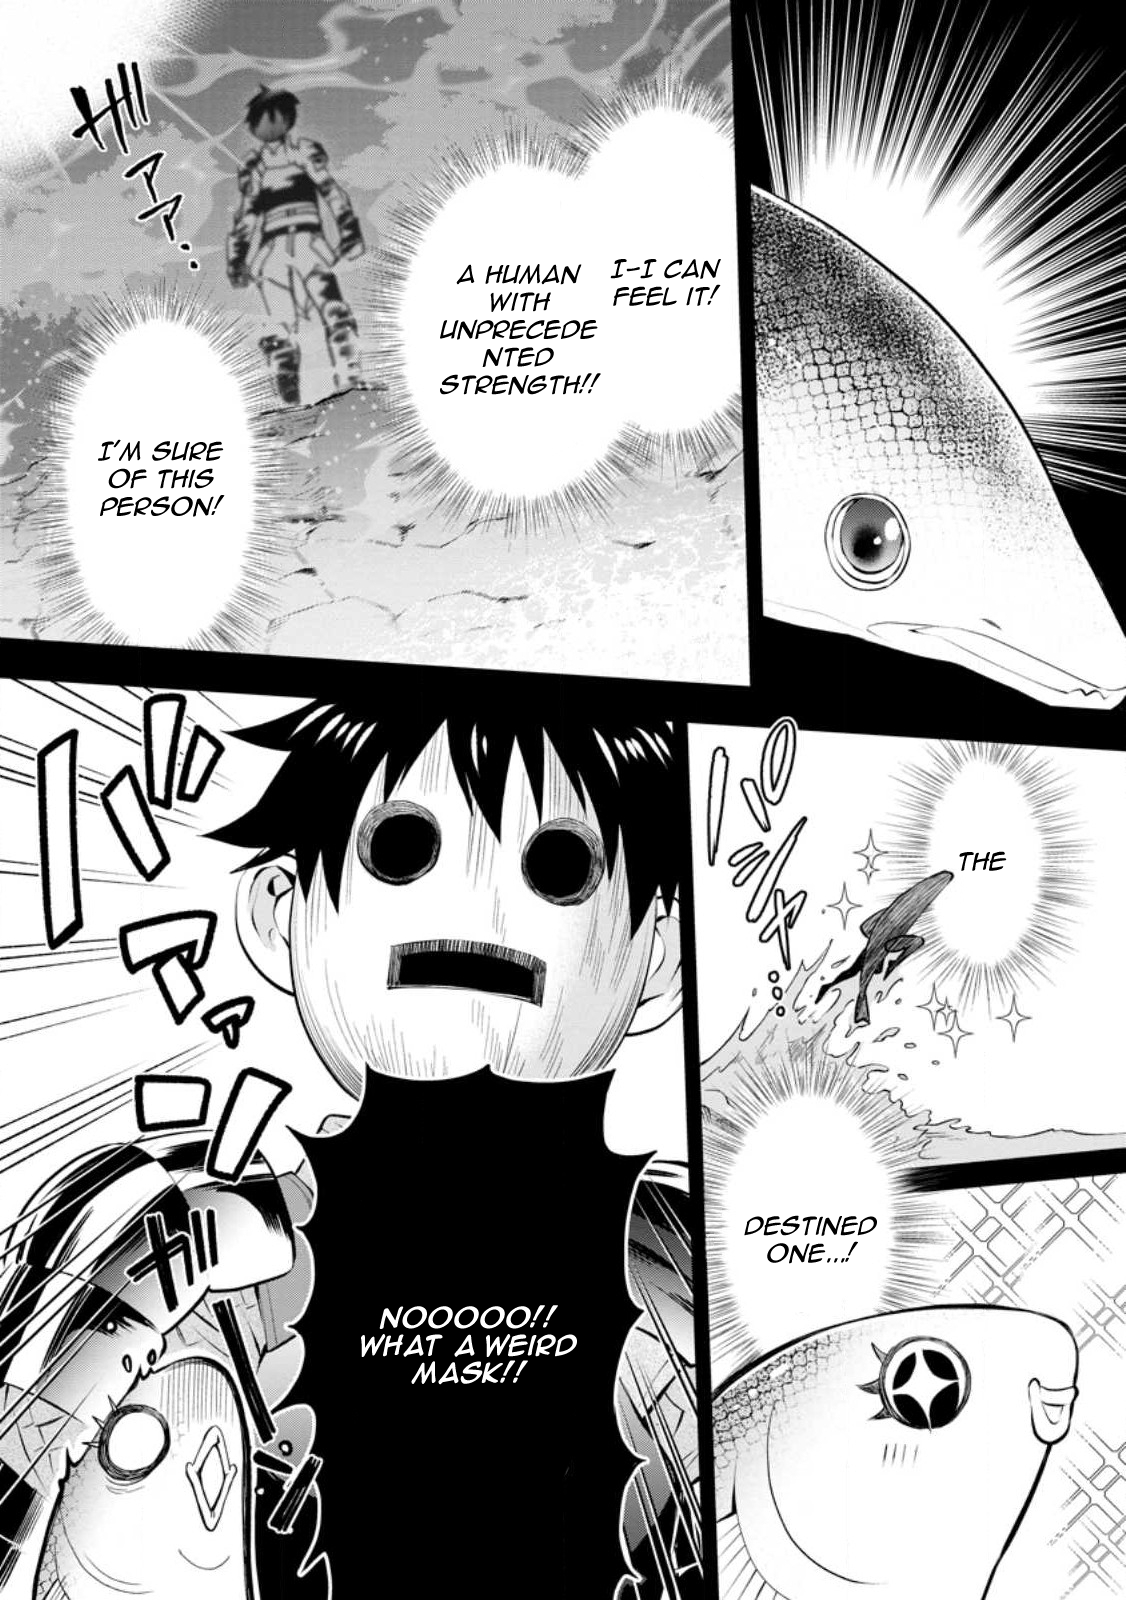 I-I CAN
FEEL IT!
A HUMAN
WITH
UNPRECEDE
NTED
STRENGTH!!
I'M SURE
OF THIS
PERSON!
THE
DESTINED
ONE...!
NOOOOO!!
WHAT A WEIRD
MASK!!